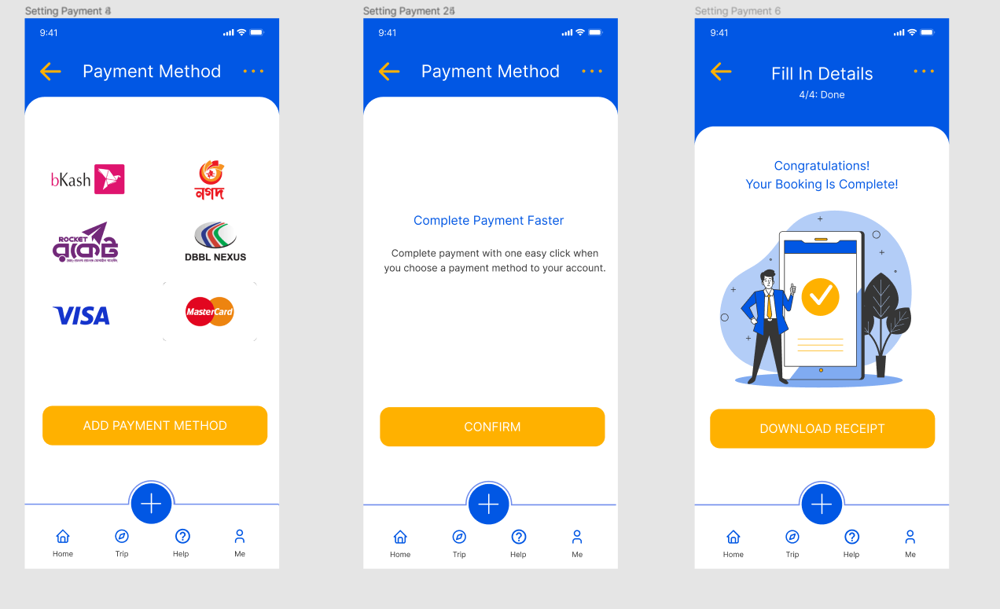 Setting Payment
9:41
Payment Method
bKash
নগদ
ROCKET
রকেট
DBBL NEXUS
VISA
MasterCard
ADD PAYMENT METHOD
Home
Trip
Help
Me
Setting Payment
9:41
Payment Method
Complete Payment Faster
Complete payment with one easy click when
you choose a payment method to your account.
CONFIRM
Home
Trip
Help
Me
Setting Payment 6
9:41
Fill In Details
4/4: Done
Congratulations!
Your Booking Is Complete!
DOWNLOAD RECEIPT
Home
Trip
Help
Me